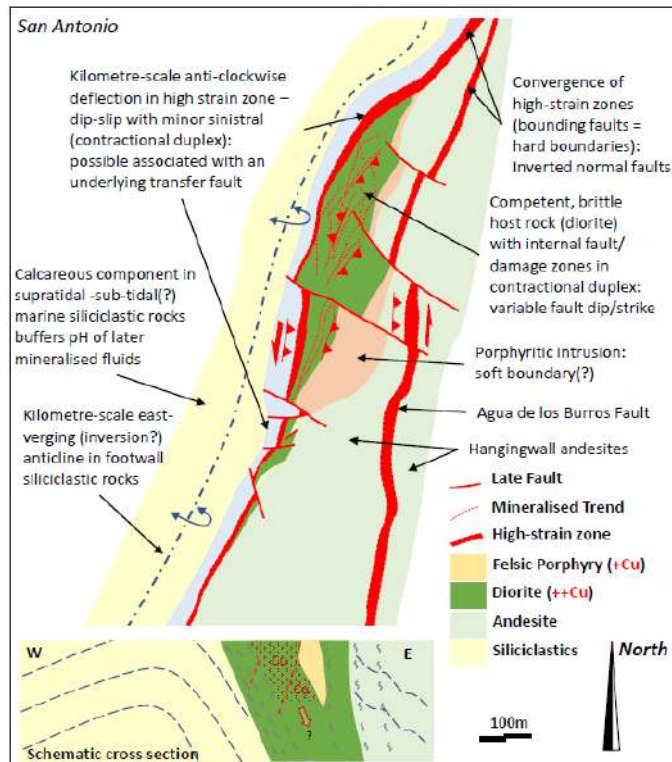 San Antonio
Kilometre-scale anti-clockwise
deflection in high strain zone –
dip-slip with minor sinistral
(contractional duplex):
possible associated with an
underlying transfer fault
Convergence of
high-strain zones
(bounding faults =
hard boundaries):
Inverted normal faults
Competent, brittle
host rock (diorite)
with internal fault/
damage zones in
contractional duplex:
variable fault dip/strike
Calcareous component in
supratidal -sub-tidal(?)
marine siliciclastic rocks
buffers pH of later
mineralised fluids
Porphyritic intrusion:
soft boundary(?)
Kilometre-scale east-
verging (inversion?)
anticline in footwall
siliciclastic rocks
Agua de los Burros Fault
Hangingwall andesites
Late Fault
Mineralised Trend
High-strain zone
Felsic Porphyry (+Cu)
Diorite (++Cu)
Andesite
Siliciclastics
North
100m
W
E
Cu
Cu
?
Schematic cross section